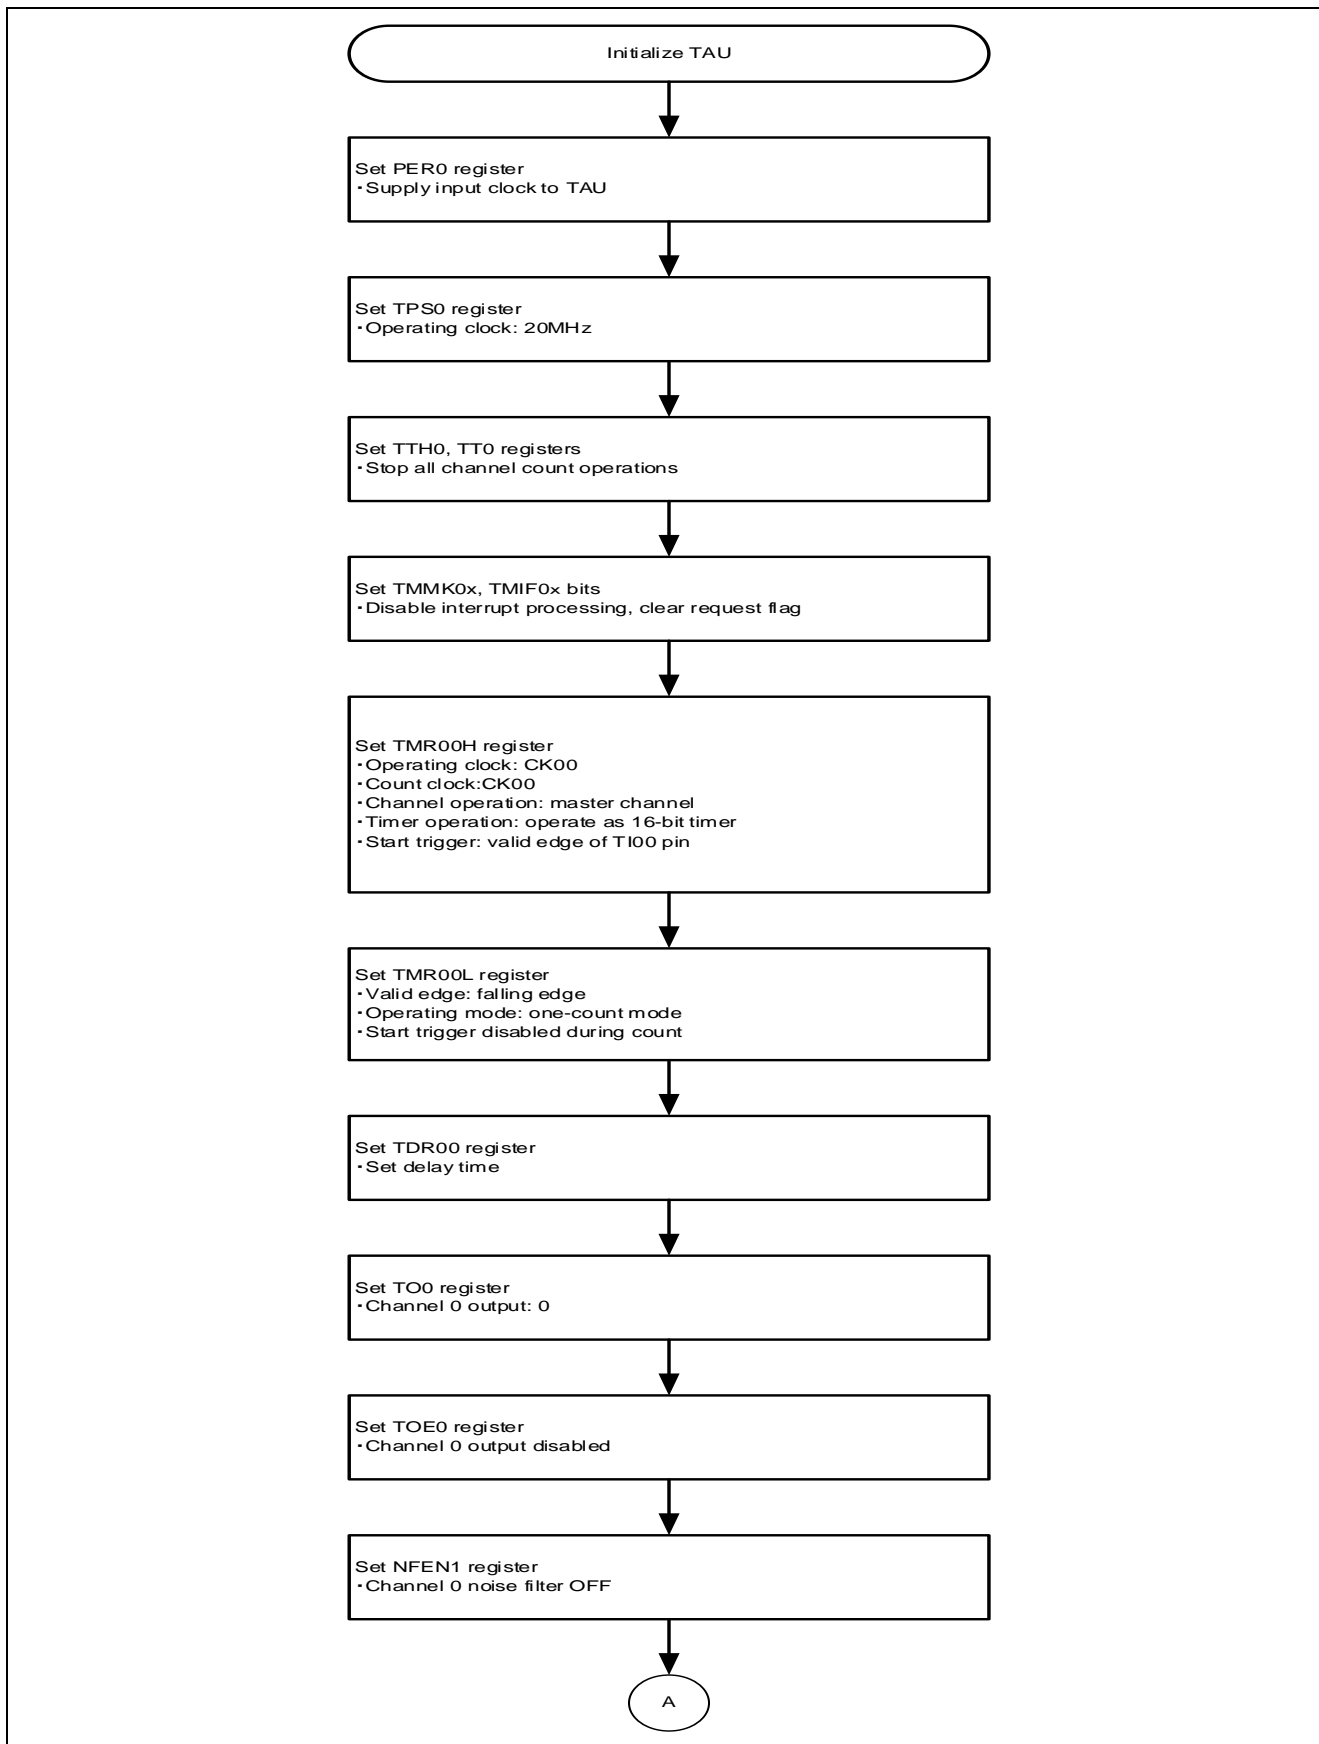 Initialize TAU
Set PER0 register
・Supply input clock to TAU
Set TPS0 register
・Operating clock: 20MHz
Set TTH0, TT0 registers
・Stop all channel count operations
Set TMMK0x, TMIF0x bits
・Disable interrupt processing, clear request flag
Set TMR00H register
・Operating clock: CK00
・Count clock:CK00
・Channel operation: master channel
・Timer operation: operate as 16-bit timer
・Start trigger: valid edge of TI00 pin
Set TMR00L register
・Valid edge: falling edge
・Operating mode: one-count mode
・Start trigger disabled during count
Set TDR00 register
・Set delay time
Set TO0 register
・Channel 0 output: 0
Set TOE0 register
・Channel 0 output disabled
Set NFEN1 register
・Channel 0 noise filter OFF
A